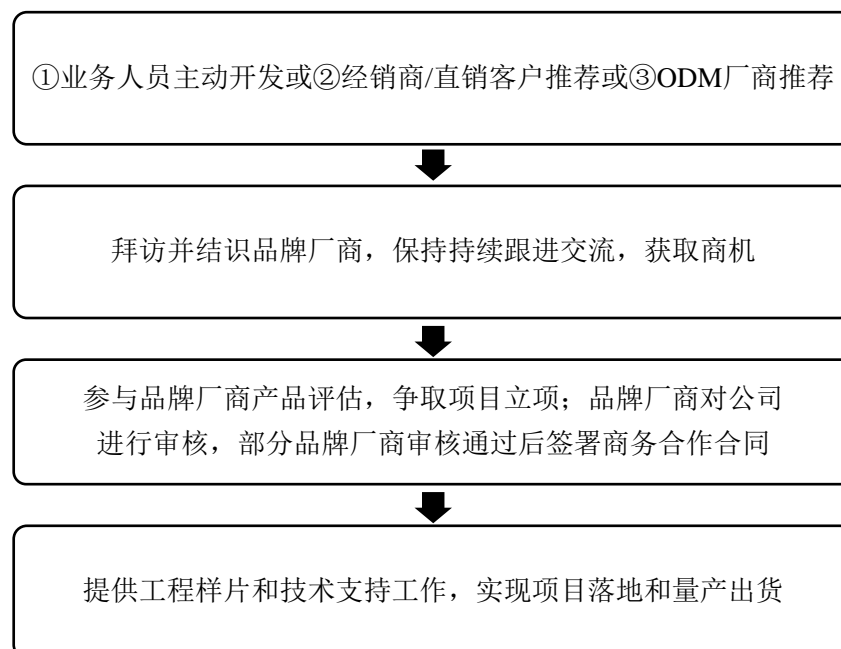 ①业务人员主动开发或②经销商/直销客户推荐或③ODM厂商推荐
拜访并结识品牌厂商，保持持续跟进交流，获取商机
参与品牌厂商产品评估，争取项目立项；品牌厂商对公司
进行审核，部分品牌厂商审核通过后签署商务合作合同
提供工程样片和技术支持工作，实现项目落地和量产出货